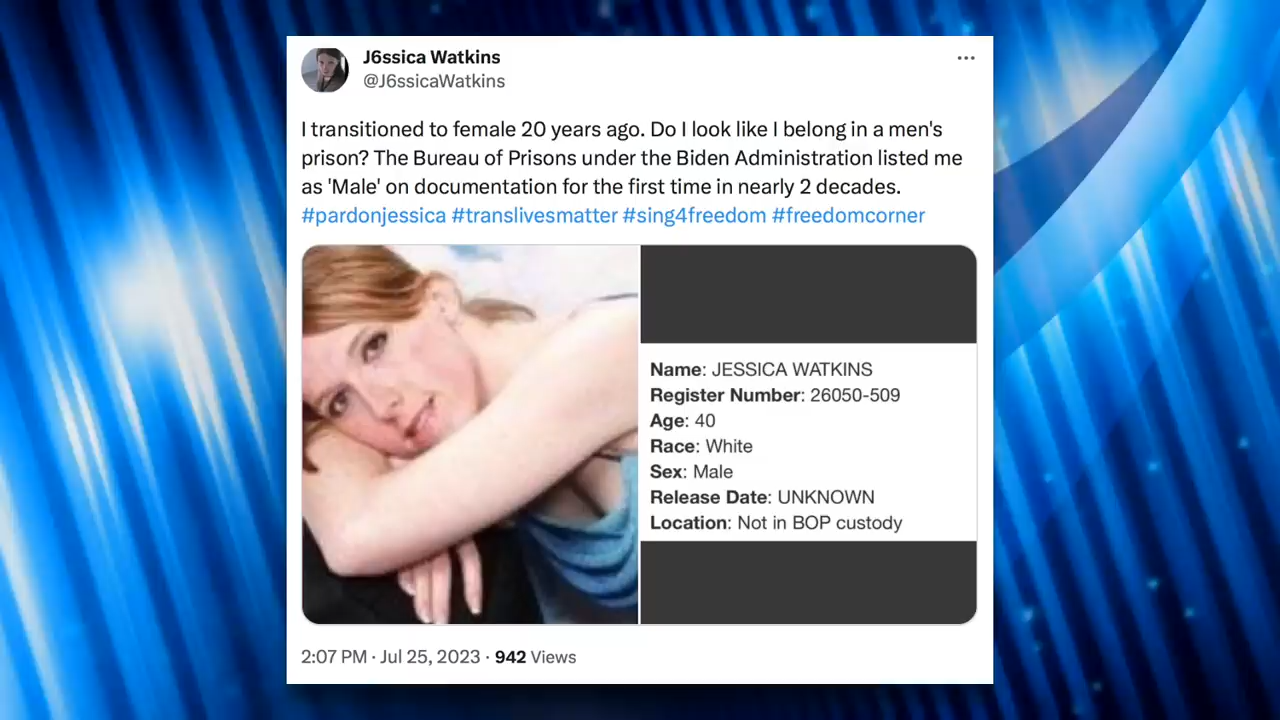 J6ssica Watkins
@J6ssicaWatkins
I transitioned to female 20 years ago. Do I look like I belong in a men's
prison? The Bureau of Prisons under the Biden Administration listed me
as 'Male' on documentation for the first time in nearly 2 decades.
#pardonjessica #translivesmatter #sing4freedom #freedomcorner
Name: JESSICA WATKINS
Register Number: 26050-509
Age: 40
Race: White
Sex: Male
Release Date: UNKNOWN
Location: Not in BOP custody
2:07 PM · Jul 25, 2023 · 942 Views